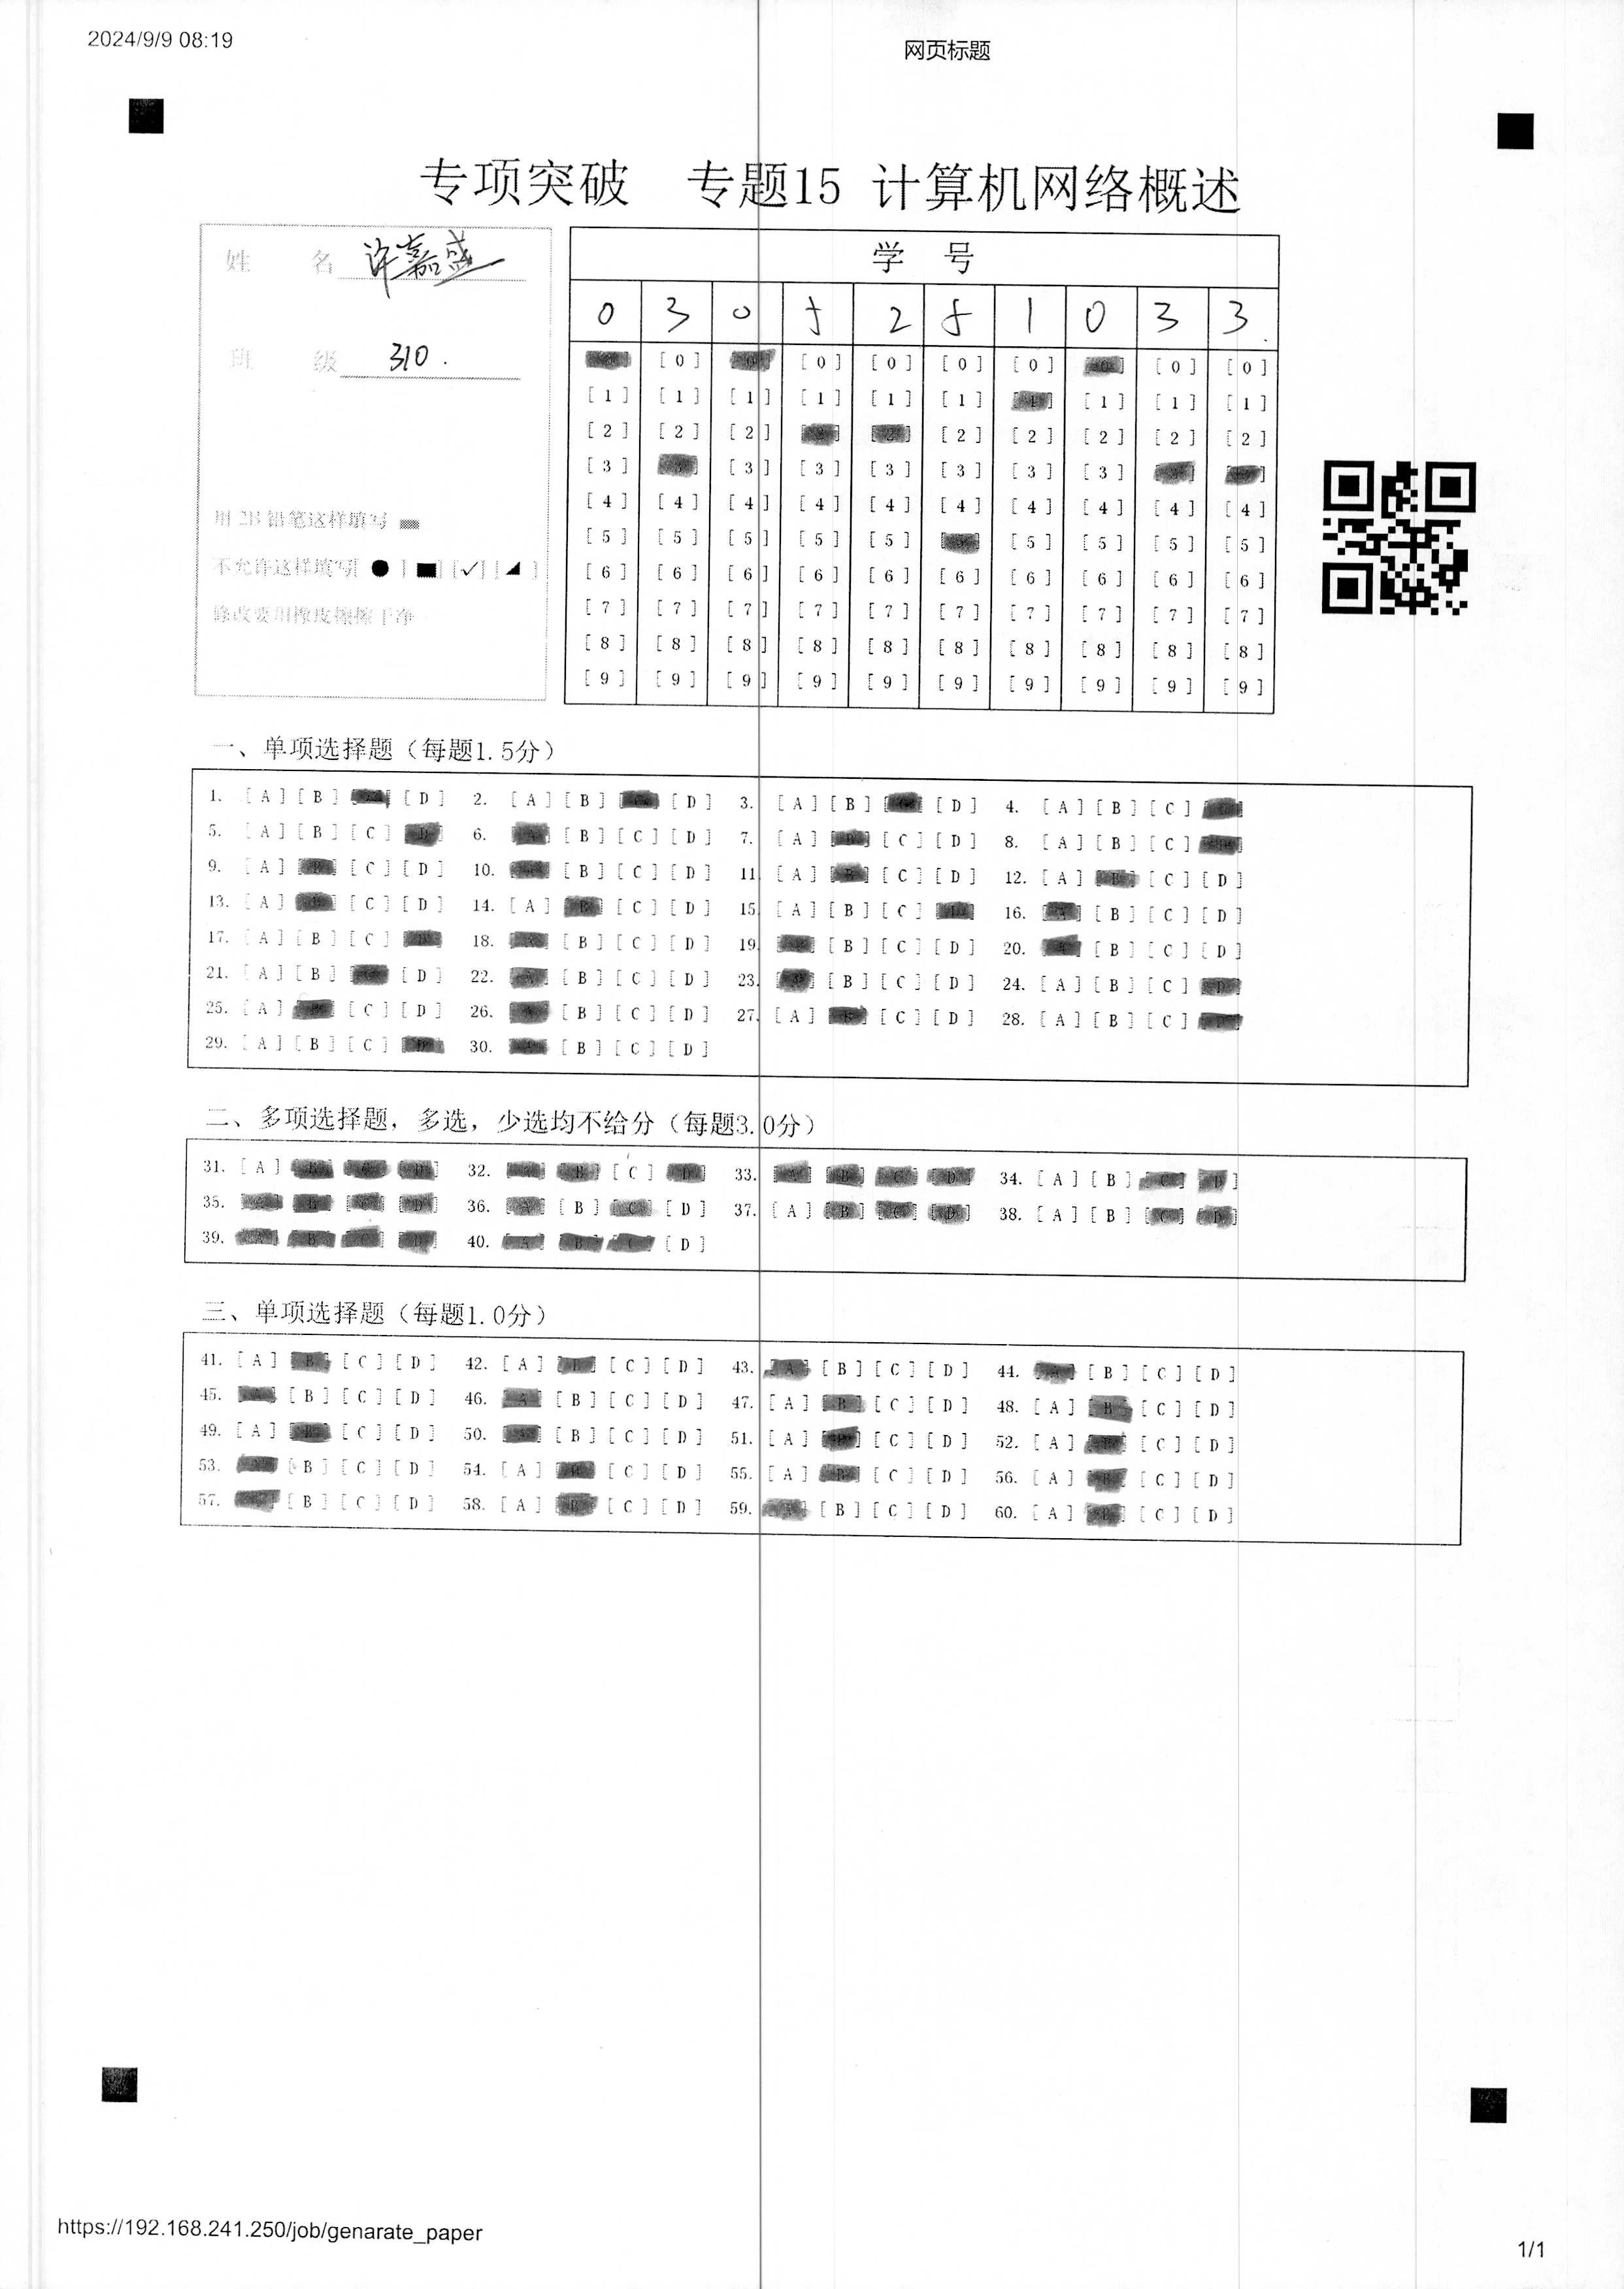 2024/9/9 08:19
网页标题
专项突破 专题15 计算机网络概述
姓 名 许嘉盛
班 级 310.
用 2B 铅笔这样填写
不允许这样填写[●] [■] [✓] [◢]
修改要用橡皮擦擦干净
学 号
0 3 0 5 2 5 1 0 3 3
[0] [0] [0] [0] [0] [0] [0]
[1] [1] [1] [1] [1] [1] [1] [1] [1]
[2] [2] [2] [2] [2] [2] [2] [2]
[3] [3] [3] [3] [3] [3] [3]
[4] [4] [4] [4] [4] [4] [4] [4] [4] [4]
[5] [5] [5] [5] [5] [5] [5] [5] [5]
[6] [6] [6] [6] [6] [6] [6] [6] [6] [6]
[7] [7] [7] [7] [7] [7] [7] [7] [7] [7]
[8] [8] [8] [8] [8] [8] [8] [8] [8] [8]
[9] [9] [9] [9] [9] [9] [9] [9] [9] [9]
一、单项选择题（每题1.5分）
1. [A] [B] [D] 2. [A] [B] [D] 3. [A] [B] [D] 4. [A] [B] [C]
5. [A] [B] [C] 6. [B] [C] [D] 7. [A] [C] [D] 8. [A] [B] [C]
9. [A] [C] [D] 10. [B] [C] [D] 11. [A] [C] [D] 12. [A] [C] [D]
13. [A] [C] [D] 14. [A] [C] [D] 15. [A] [B] [C] 16. [B] [C] [D]
17. [A] [B] [C] 18. [B] [C] [D] 19. [B] [C] [D] 20. [B] [C] [D]
21. [A] [B] [D] 22. [B] [C] [D] 23. [B] [C] [D] 24. [A] [B] [C]
25. [A] [C] [D] 26. [B] [C] [D] 27. [A] [C] [D] 28. [A] [B] [C]
29. [A] [B] [C] 30. [B] [C] [D]
二、多项选择题，多选，少选均不给分（每题3.0分）
31. [A] 32. [C] 33. 34. [A] [B]
35. 36. [B] [D] 37. [A] 38. [A] [B]
39. 40. [D]
三、单项选择题（每题1.0分）
41. [A] [C] [D] 42. [A] [C] [D] 43. [B] [C] [D] 44. [B] [C] [D]
45. [B] [C] [D] 46. [B] [C] [D] 47. [A] [C] [D] 48. [A] [C] [D]
49. [A] [C] [D] 50. [B] [C] [D] 51. [A] [C] [D] 52. [A] [C] [D]
53. [B] [C] [D] 54. [A] [C] [D] 55. [A] [C] [D] 56. [A] [C] [D]
57. [B] [C] [D] 58. [A] [C] [D] 59. [B] [C] [D] 60. [A] [C] [D]
https://192.168.241.250/job/genarate_paper
1/1